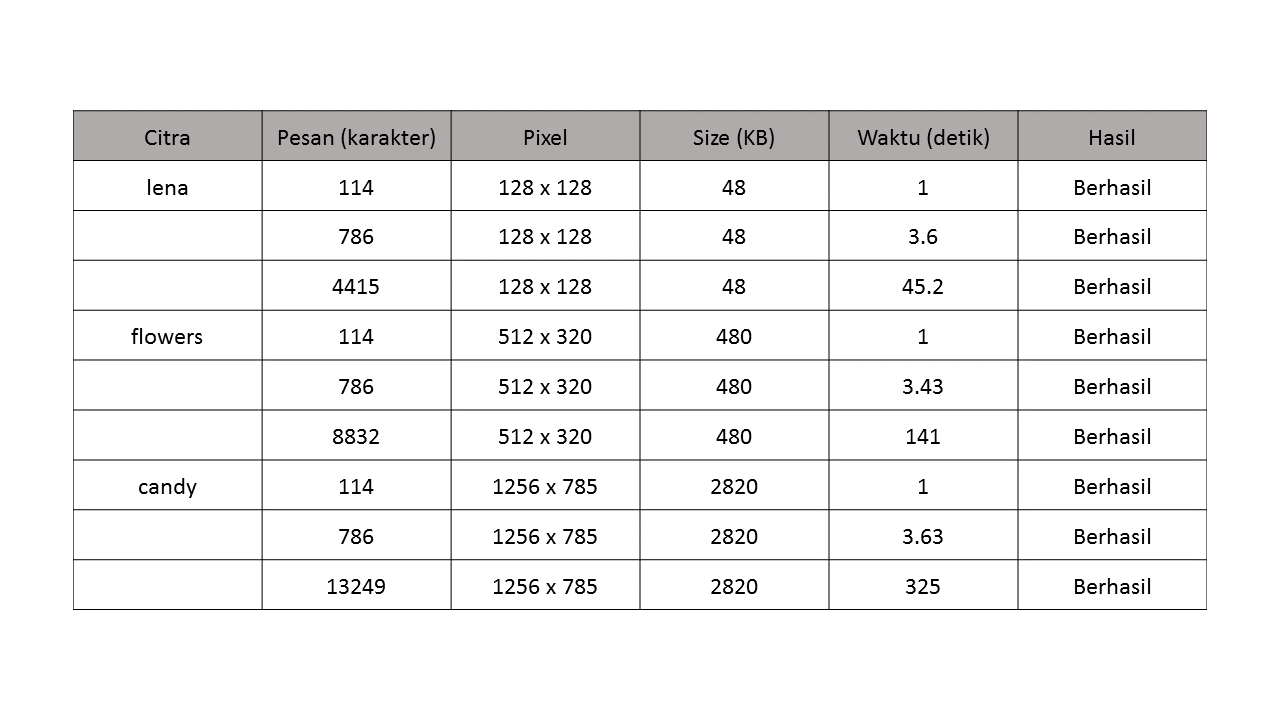 Citra Pesan (karakter) Pixel Size (KB) Waktu (detik) Hasil
lena 114 128 x 128 48 1 Berhasil
786 128 x 128 48 3.6 Berhasil
4415 128 x 128 48 45.2 Berhasil
flowers 114 512 x 320 480 1 Berhasil
786 512 x 320 480 3.43 Berhasil
8832 512 x 320 480 141 Berhasil
candy 114 1256 x 785 2820 1 Berhasil
786 1256 x 785 2820 3.63 Berhasil
13249 1256 x 785 2820 325 Berhasil